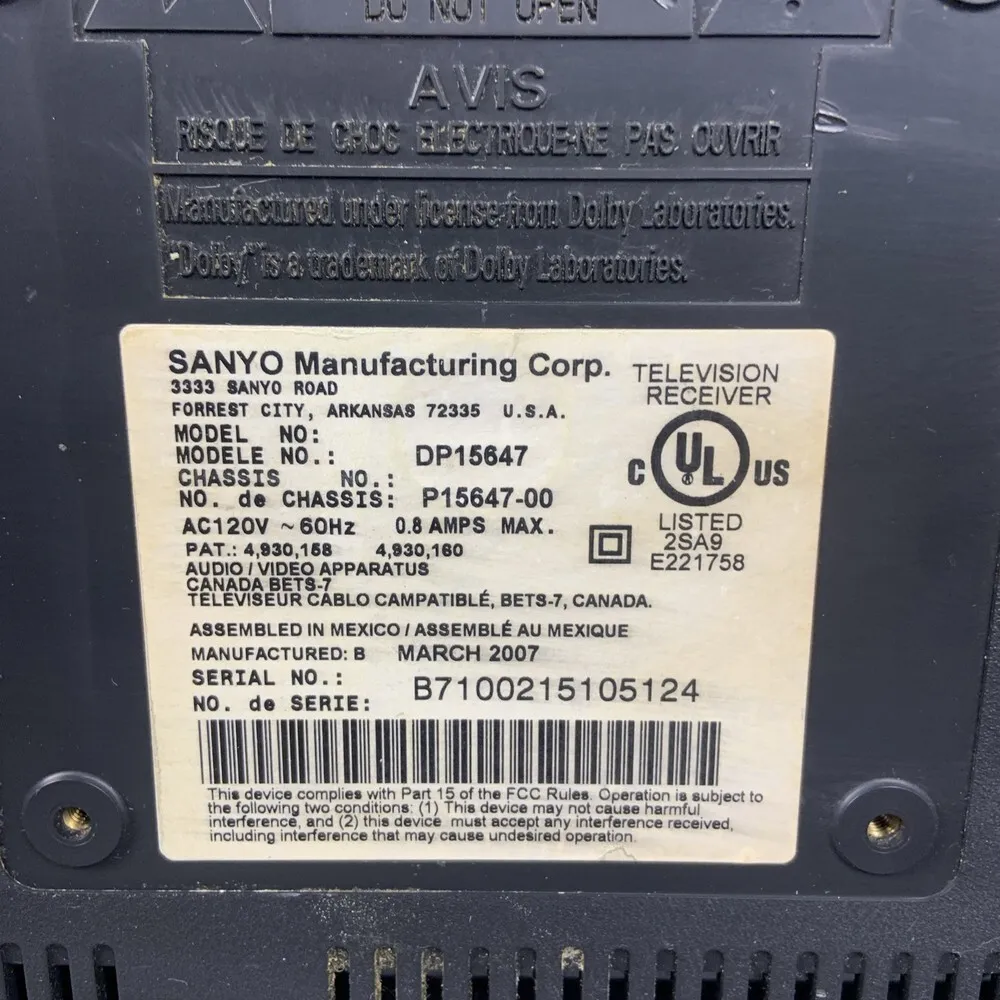 DO NOT OPEN
AVIS
RISQUE DE CHOC ELECTRIQUE-NE PAS OUVRIR
Manufactured under license from Dolby Laboratories.
"Dolby" is a trademark of Dolby Laboratories.
SANYO Manufacturing Corp.
3333 SANYO ROAD
FORREST CITY, ARKANSAS 72335 U.S.A.
TELEVISION
RECEIVER
MODEL NO:
MODELE NO.: DP15647
CHASSIS NO.:
NO. de CHASSIS: P15647-00
AC120V ~ 60Hz 0.8 AMPS MAX.
C UL US
LISTED
2SA9
E221758
PAT.: 4,930,158 4,930,160
AUDIO / VIDEO APPARATUS
CANADA BETS-7
TÉLÉVISEUR CÂBLO CAMPATIBLÉ, BETS-7, CANADA.
ASSEMBLED IN MEXICO / ASSEMBLÉ AU MEXIQUE
MANUFACTURED: B MARCH 2007
SERIAL NO.:
NO. de SERIE: B7100215105124
This device complies with Part 15 of the FCC Rules. Operation is subject to
the following two conditions: (1) This device may not cause harmful
interference, and (2) this device must accept any interference received,
including interference that may cause undesired operation.